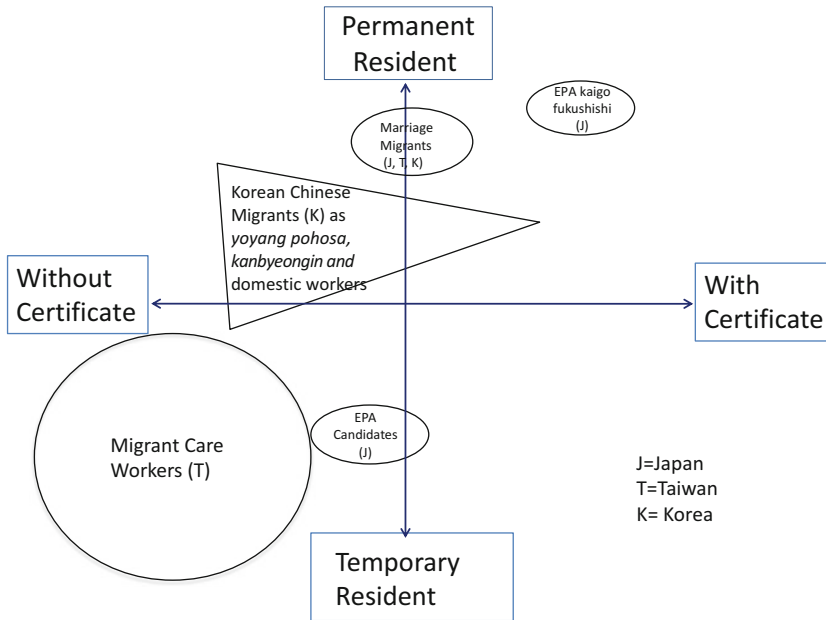 Permanent
Resident
EPA kaigo
fukushishi
(J)
Marriage
Migrants
(J, T, K)
Korean Chinese
Migrants (K) as
yoyang pohosa,
kanbyeongin and
domestic workers
Without
Certificate
With
Certificate
Migrant Care
Workers (T)
EPA
Candidates
(J)
J=Japan
T=Taiwan
K= Korea
Temporary
Resident